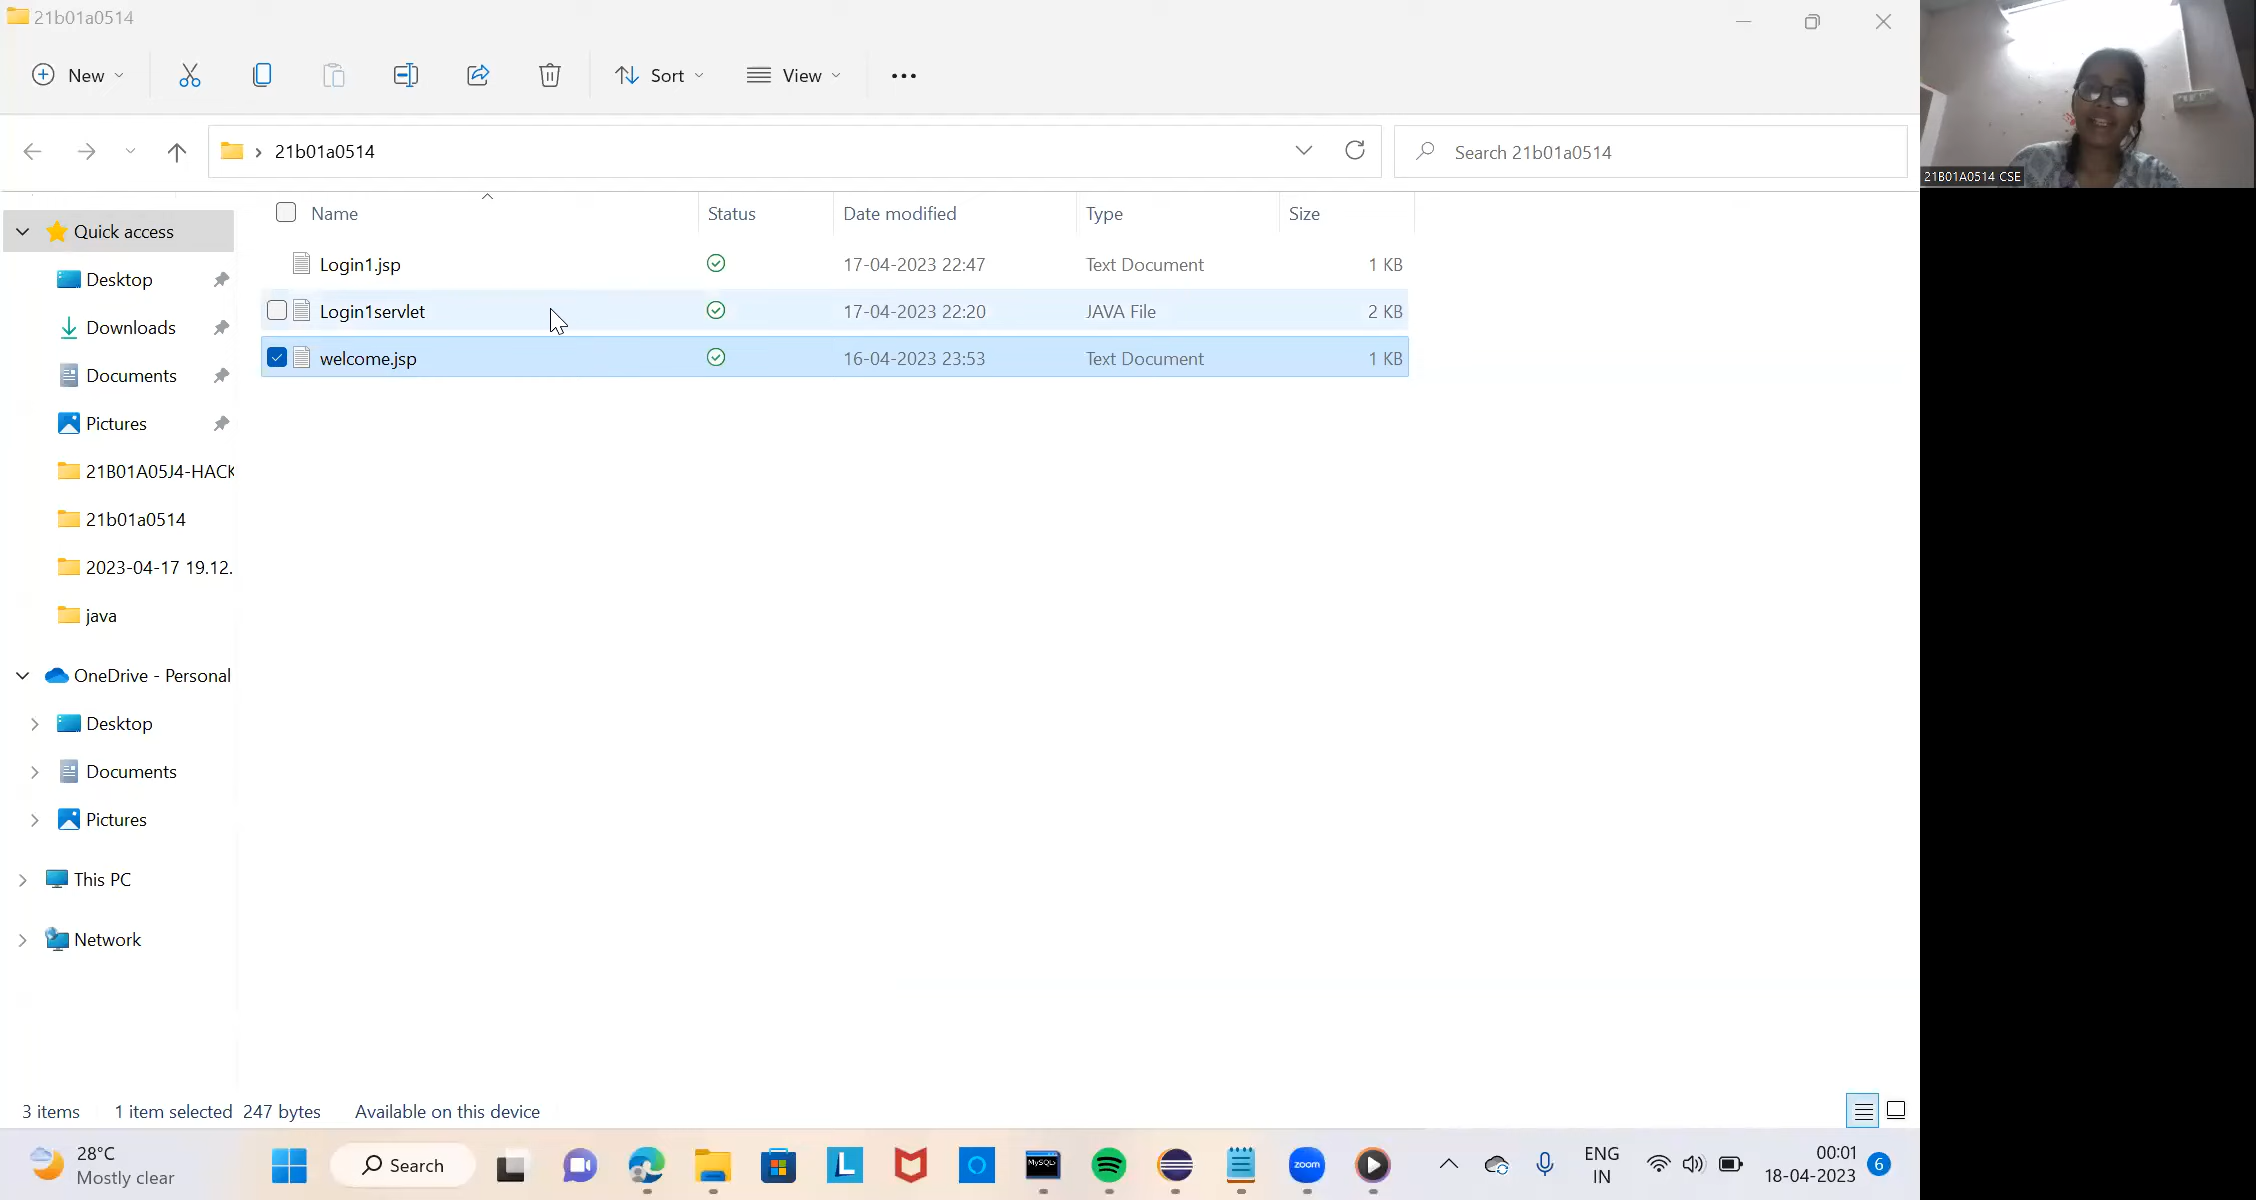 21b01a0514
New
Sort
View
21b01a0514
Search 21b01a0514
21B01A0514 CSE
Name
Status
Date modified
Type
Size
Login1.jsp
17-04-2023 22:47
Text Document
1 KB
Login1servlet
17-04-2023 22:20
JAVA File
2 KB
welcome.jsp
16-04-2023 23:53
Text Document
1 KB
Quick access
Desktop
Downloads
Documents
Pictures
21B01A05J4-HACK
21b01a0514
2023-04-17 19.12.
java
OneDrive - Personal
Desktop
Documents
Pictures
This PC
Network
3 items
1 item selected 247 bytes
Available on this device
28°C
Mostly clear
Search
L
MySQL
zoom
ENG
IN
00:01
18-04-2023
6